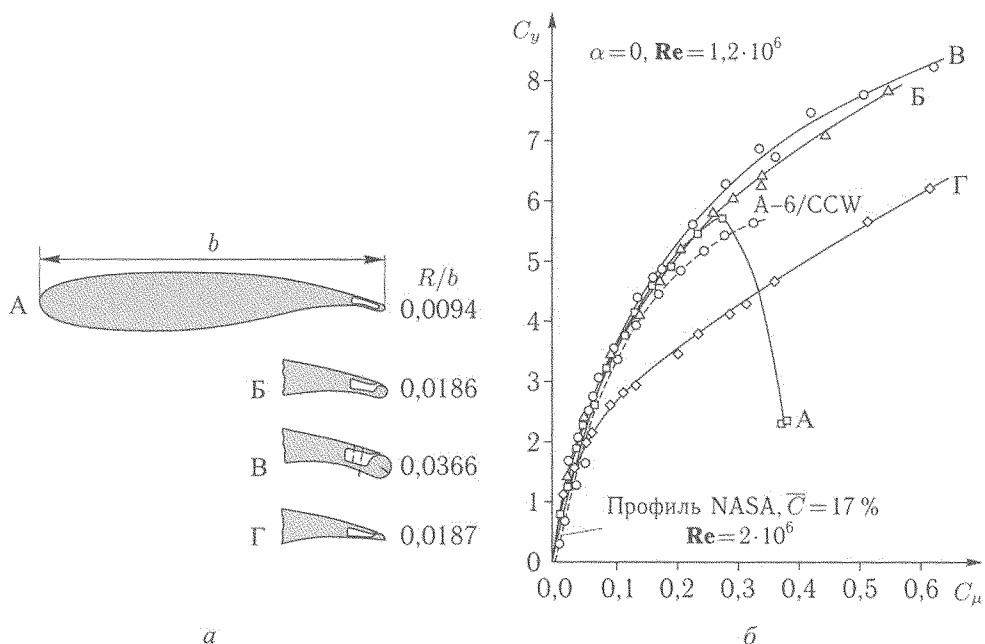 b
R/b
А
0,0094
Б
0,0186
В
0,0366
Г
0,0187
а
C_y
α=0, Re=1,2·10^6
В
Б
Г
А-6/CCW
А
Профиль NASA, C̅=17 %
Re=2·10^6
8
7
6
5
4
3
2
1
0
0,0 0,1 0,2 0,3 0,4 0,5 0,6 C_μ
б